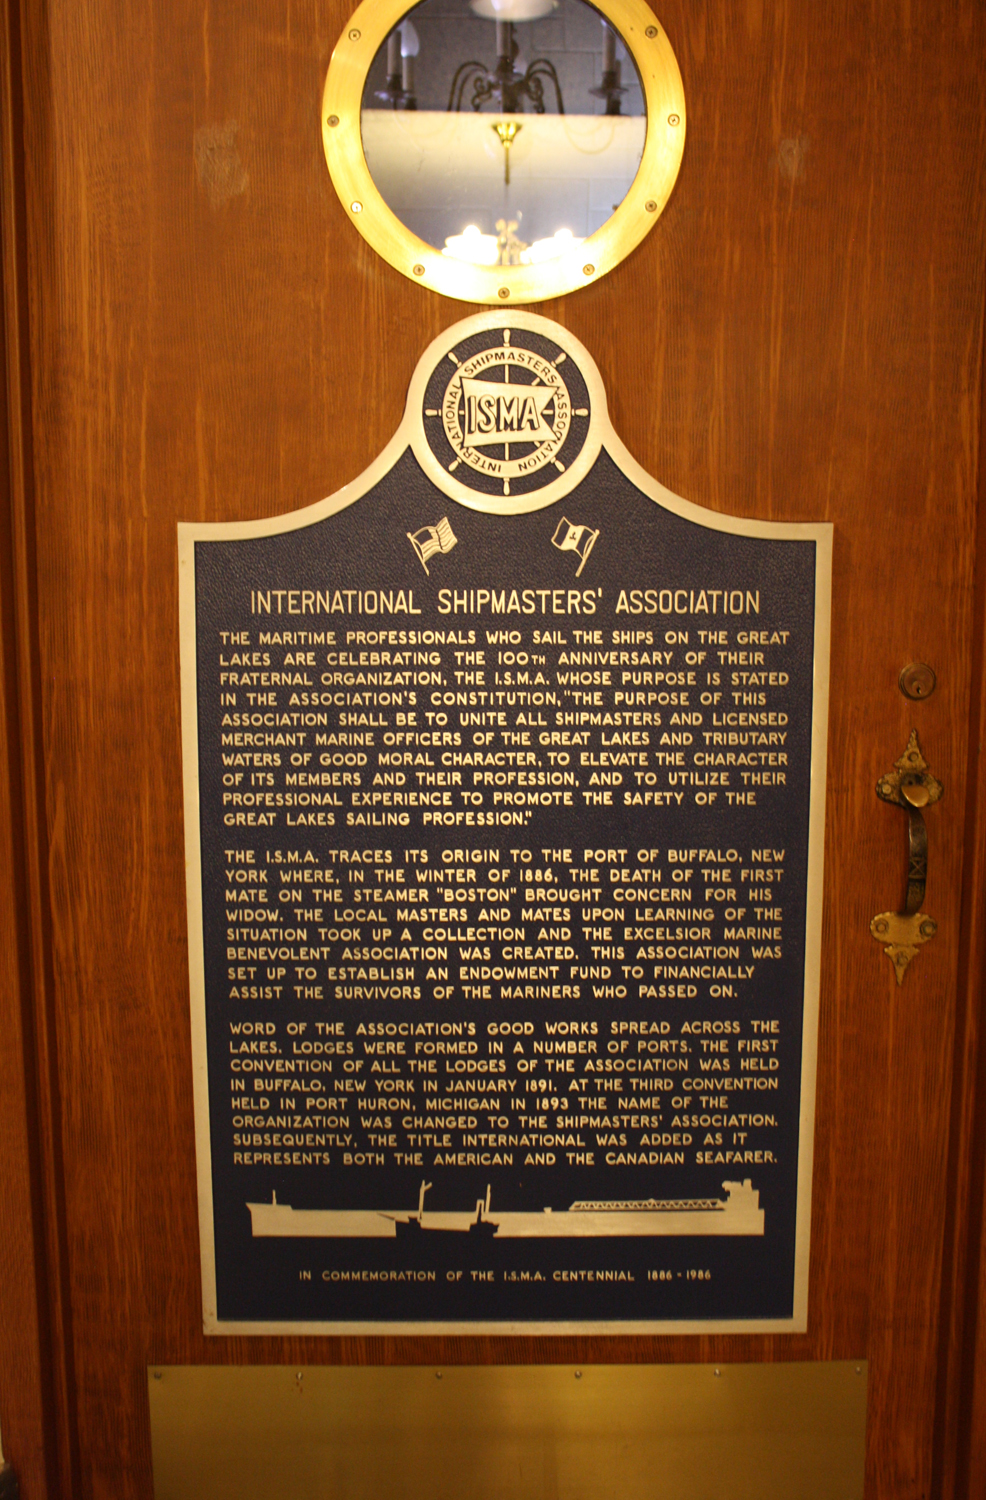 INTERNATIONAL SHIPMASTERS ASSOCIATION
ISMA
INTERNATIONAL SHIPMASTERS' ASSOCIATION
THE MARITIME PROFESSIONALS WHO SAIL THE SHIPS ON THE GREAT
LAKES ARE CELEBRATING THE 100TH ANNIVERSARY OF THEIR
FRATERNAL ORGANIZATION, THE I.S.M.A. WHOSE PURPOSE IS STATED
IN THE ASSOCIATION'S CONSTITUTION, "THE PURPOSE OF THIS
ASSOCIATION SHALL BE TO UNITE ALL SHIPMASTERS AND LICENSED
MERCHANT MARINE OFFICERS OF THE GREAT LAKES AND TRIBUTARY
WATERS OF GOOD MORAL CHARACTER, TO ELEVATE THE CHARACTER
OF ITS MEMBERS AND THEIR PROFESSION, AND TO UTILIZE THEIR
PROFESSIONAL EXPERIENCE TO PROMOTE THE SAFETY OF THE
GREAT LAKES SAILING PROFESSION."
THE I.S.M.A. TRACES ITS ORIGIN TO THE PORT OF BUFFALO, NEW
YORK WHERE, IN THE WINTER OF 1886, THE DEATH OF THE FIRST
MATE ON THE STEAMER "BOSTON" BROUGHT CONCERN FOR HIS
WIDOW. THE LOCAL MASTERS AND MATES UPON LEARNING OF THE
SITUATION TOOK UP A COLLECTION AND THE EXCELSIOR MARINE
BENEVOLENT ASSOCIATION WAS CREATED. THIS ASSOCIATION WAS
SET UP TO ESTABLISH AN ENDOWMENT FUND TO FINANCIALLY
ASSIST THE SURVIVORS OF THE MARINERS WHO PASSED ON.
WORD OF THE ASSOCIATION'S GOOD WORKS SPREAD ACROSS THE
LAKES. LODGES WERE FORMED IN A NUMBER OF PORTS. THE FIRST
CONVENTION OF ALL THE LODGES OF THE ASSOCIATION WAS HELD
IN BUFFALO, NEW YORK IN JANUARY 1891. AT THE THIRD CONVENTION
HELD IN PORT HURON, MICHIGAN IN 1893 THE NAME OF THE
ORGANIZATION WAS CHANGED TO THE SHIPMASTERS' ASSOCIATION.
SUBSEQUENTLY, THE TITLE INTERNATIONAL WAS ADDED AS IT
REPRESENTS BOTH THE AMERICAN AND THE CANADIAN SEAFARER.
IN COMMEMORATION OF THE I.S.M.A. CENTENNIAL 1886 - 1986